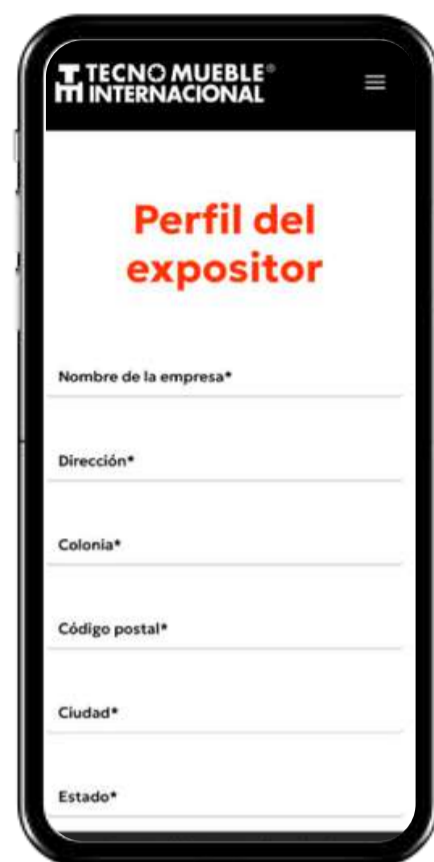 TECNO MUEBLE®
INTERNACIONAL
Perfil del
expositor
Nombre de la empresa*
Dirección*
Colonia*
Código postal*
Ciudad*
Estado*